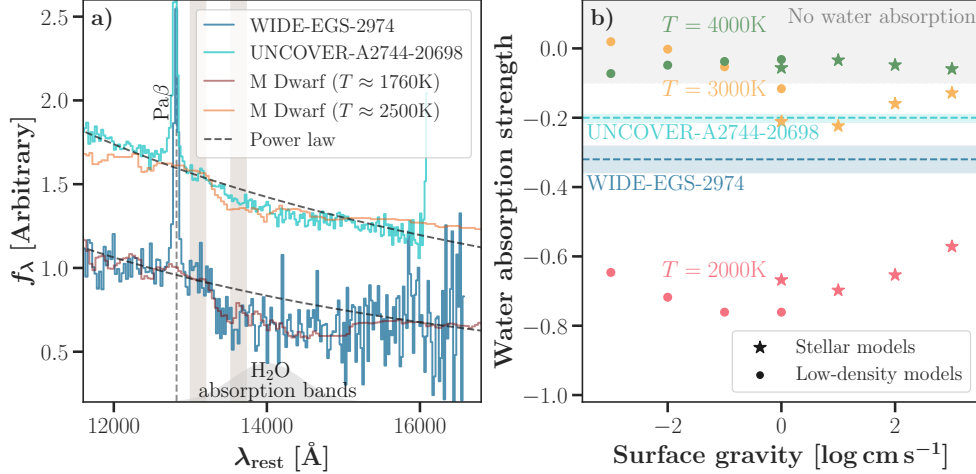 a)
WIDE-EGS-2974
UNCOVER-A2744-20698
M Dwarf (T ≈ 1760K)
M Dwarf (T ≈ 2500K)
Power law
Paβ
H₂O
absorption bands
f_λ [Arbitrary]
2.5
2.0
1.5
1.0
0.5
12000
14000
16000
λ_rest [Å]
b)
No water absorption
T = 4000K
T = 3000K
UNCOVER-A2744-20698
WIDE-EGS-2974
T = 2000K
Stellar models
Low-density models
Water absorption strength
0.0
−0.2
−0.4
−0.6
−0.8
−1.0
−2
0
2
Surface gravity [log cm s⁻¹]